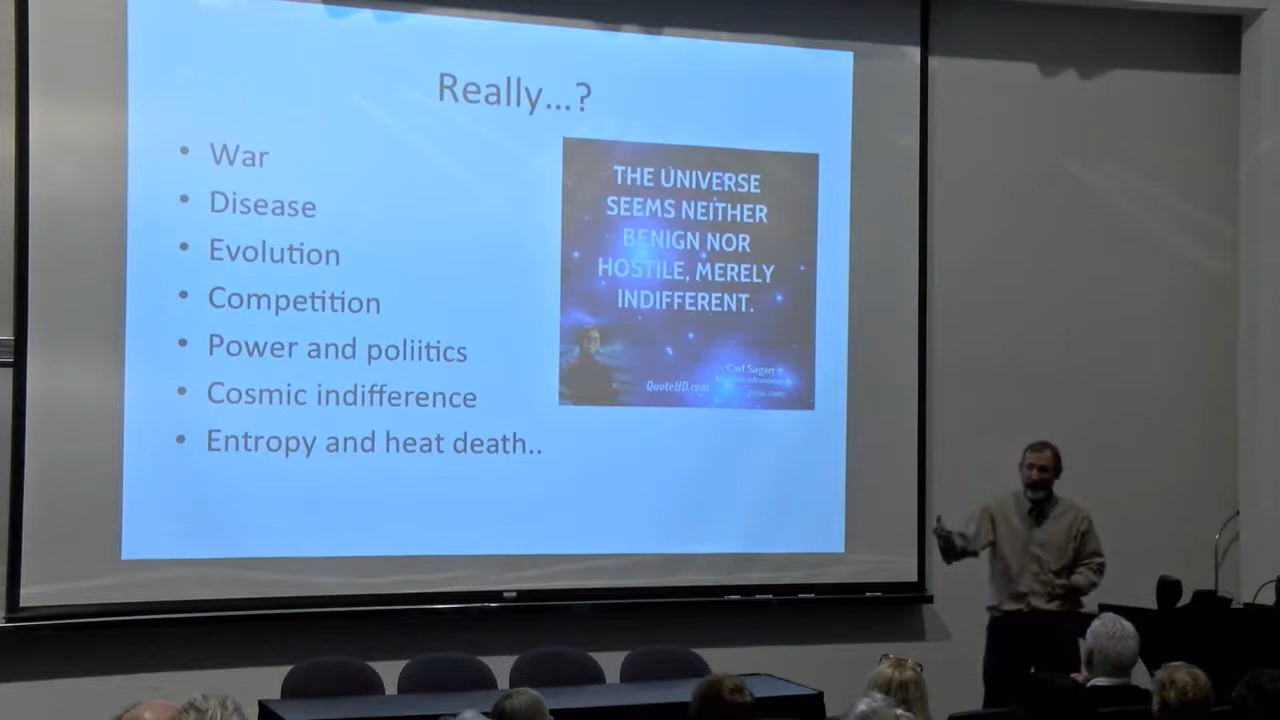 Really...?
• War
• Disease
• Evolution
• Competition
• Power and poliitics
• Cosmic indifference
• Entropy and heat death..
THE UNIVERSE
SEEMS NEITHER
BENIGN NOR
HOSTILE, MERELY
INDIFFERENT.
Carl Sagan
QuoteHD.com